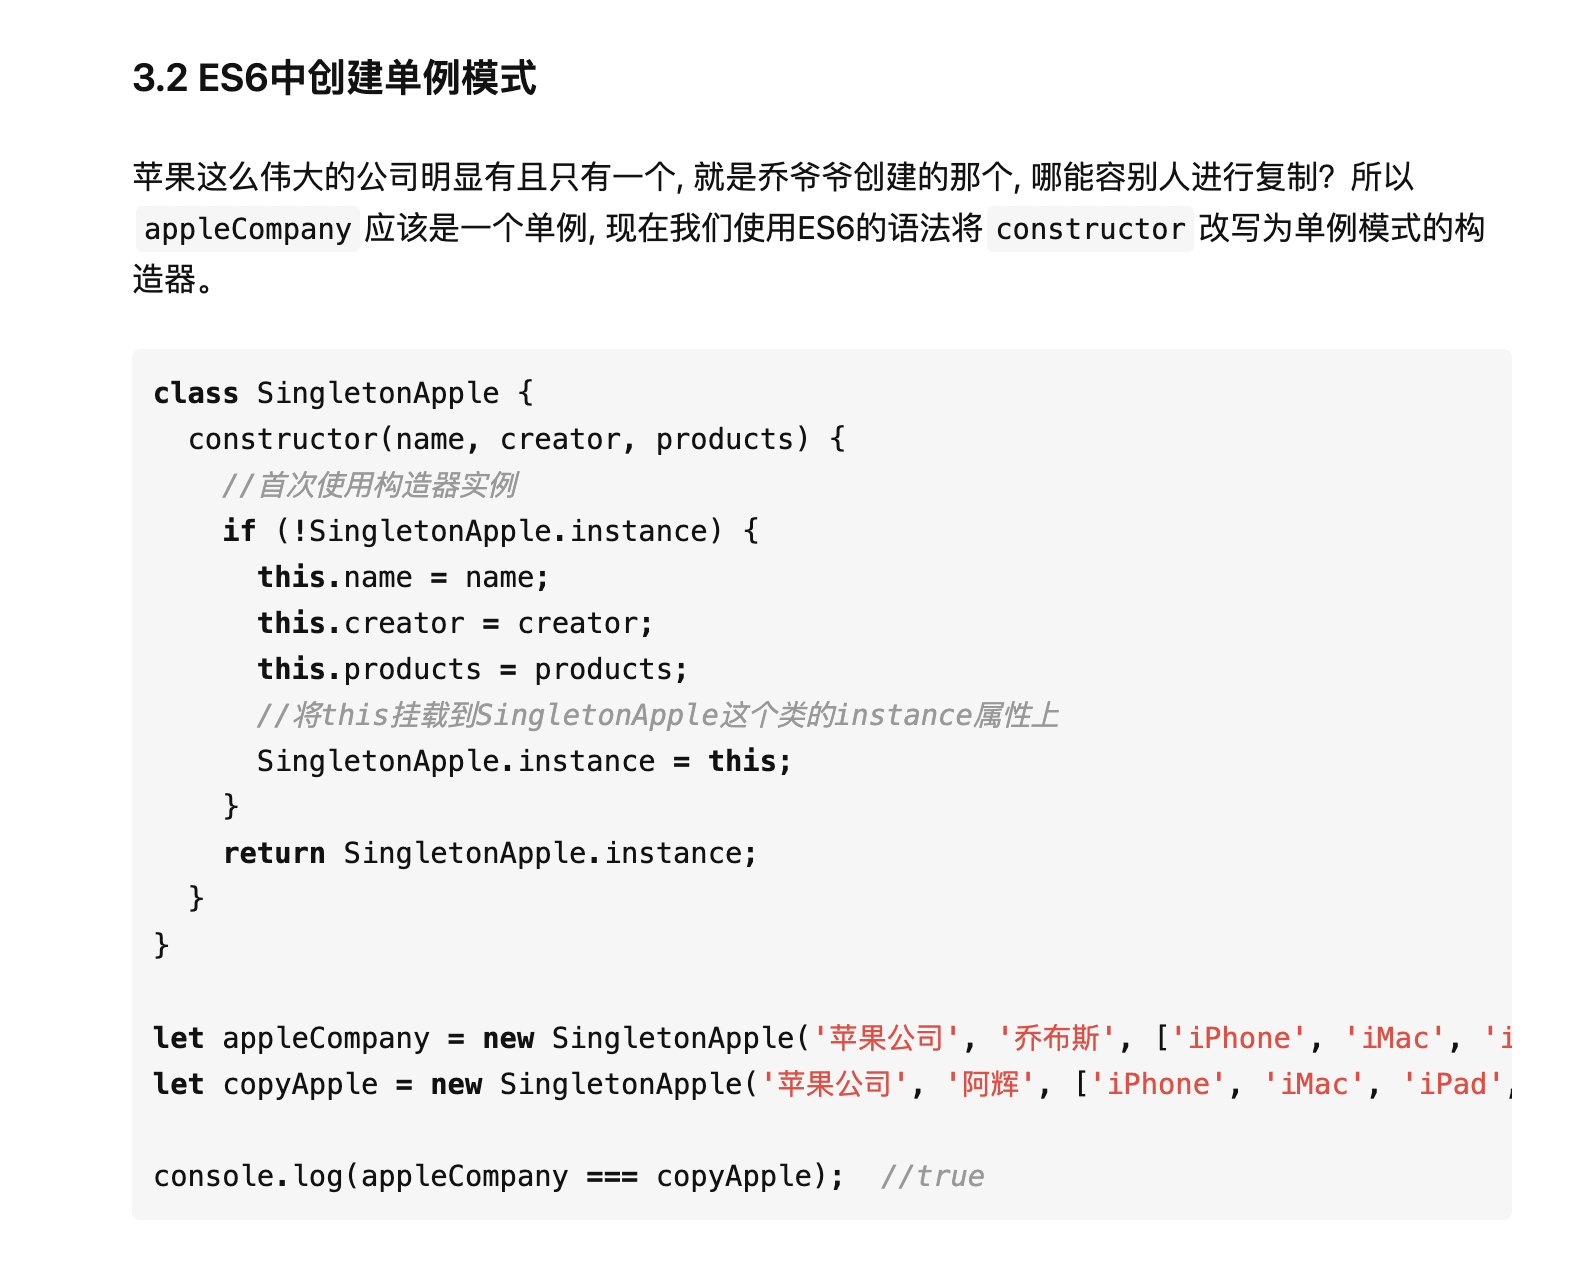 3.2 ES6中创建单例模式
苹果这么伟大的公司明显有且只有一个, 就是乔爷爷创建的那个, 哪能容别人进行复制？所以
appleCompany 应该是一个单例, 现在我们使用ES6的语法将 constructor 改写为单例模式的构
造器。
class SingletonApple {
  constructor(name, creator, products) {
    //首次使用构造器实例
    if (!SingletonApple.instance) {
      this.name = name;
      this.creator = creator;
      this.products = products;
      //将this挂载到SingletonApple这个类的instance属性上
      SingletonApple.instance = this;
    }
    return SingletonApple.instance;
  }
}
let appleCompany = new SingletonApple('苹果公司', '乔布斯', ['iPhone', 'iMac', 'i
let copyApple = new SingletonApple('苹果公司', '阿辉', ['iPhone', 'iMac', 'iPad',
console.log(appleCompany === copyApple);  //true